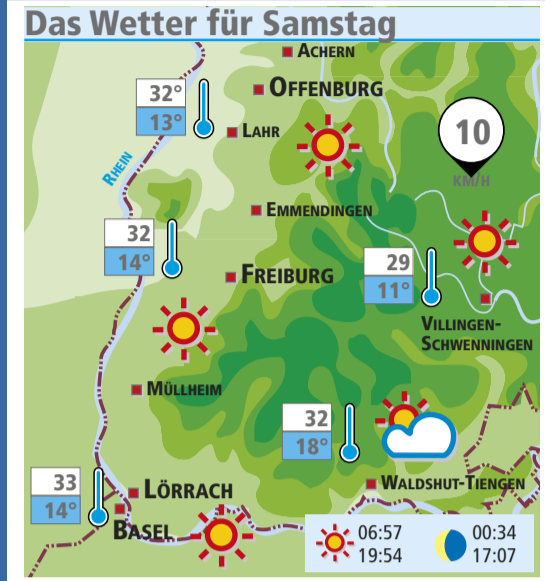 Das Wetter für Samstag
ACHERN
OFFENBURG
32°
13°
LAHR
10
KM/H
RHEIN
EMMENDINGEN
32
14°
FREIBURG
29
11°
VILLINGEN-
SCHWENNINGEN
MÜLLHEIM
32
18°
33
14°
LÖRRACH
WALDSHUT-TIENGEN
BASEL
06:57 00:34
19:54 17:07